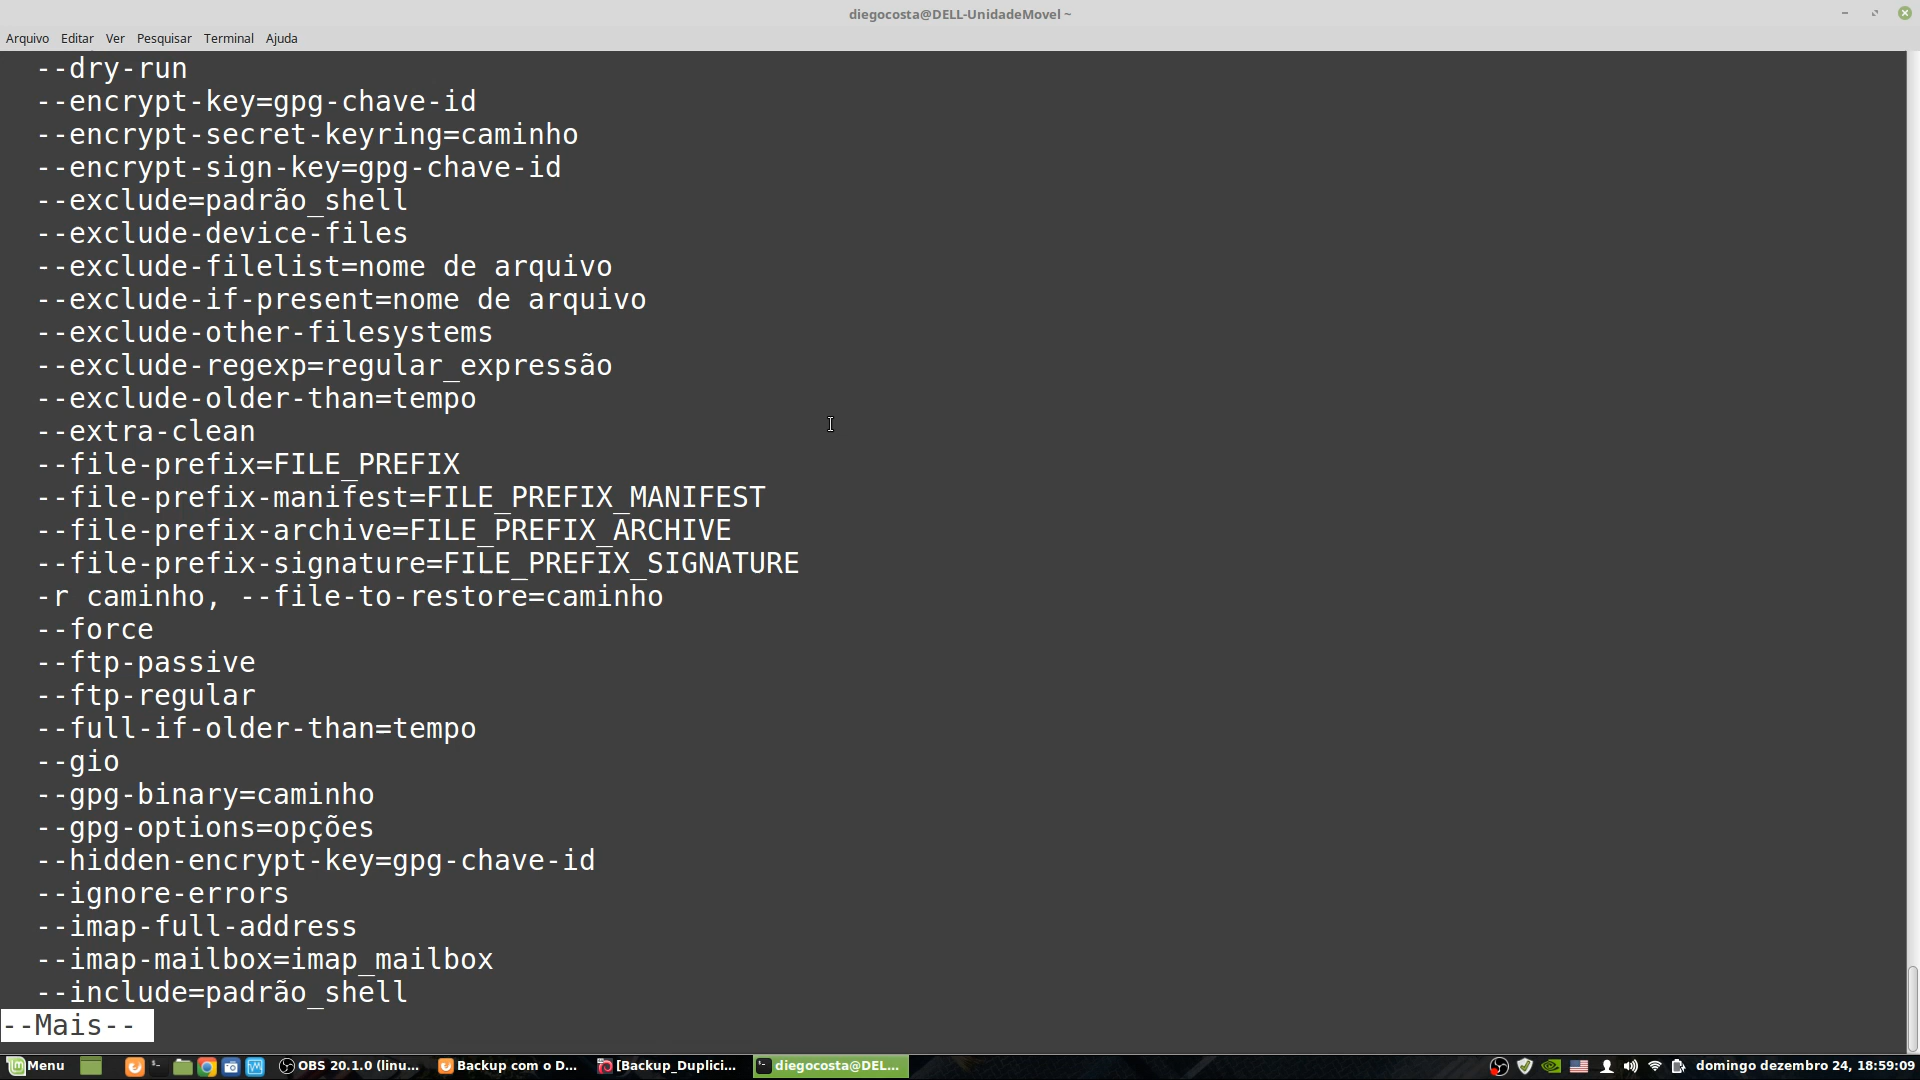 diegocosta@DELL-UnidadeMovel ~
Arquivo Editar Ver Pesquisar Terminal Ajuda
--dry-run
--encrypt-key=gpg-chave-id
--encrypt-secret-keyring=caminho
--encrypt-sign-key=gpg-chave-id
--exclude=padrão_shell
--exclude-device-files
--exclude-filelist=nome de arquivo
--exclude-if-present=nome de arquivo
--exclude-other-filesystems
--exclude-regexp=regular_expressão
--exclude-older-than=tempo
--extra-clean
--file-prefix=FILE_PREFIX
--file-prefix-manifest=FILE_PREFIX_MANIFEST
--file-prefix-archive=FILE_PREFIX_ARCHIVE
--file-prefix-signature=FILE_PREFIX_SIGNATURE
-r caminho, --file-to-restore=caminho
--force
--ftp-passive
--ftp-regular
--full-if-older-than=tempo
--gio
--gpg-binary=caminho
--gpg-options=opções
--hidden-encrypt-key=gpg-chave-id
--ignore-errors
--imap-full-address
--imap-mailbox=imap_mailbox
--include=padrão_shell
--Mais--
Menu OBS 20.1.0 (linu... Backup com o D... [Backup_Duplici... diegocosta@DEL... domingo dezembro 24, 18:59:09